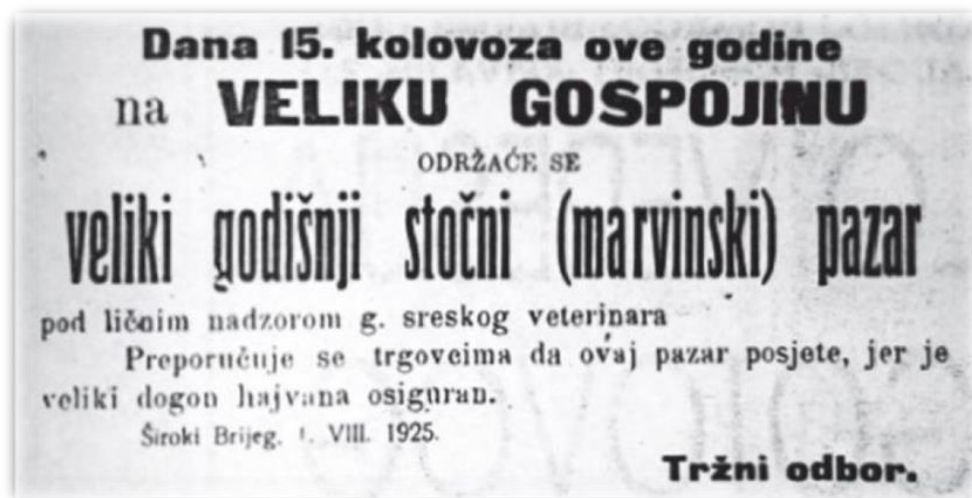 Dana 15. kolovoza ove godine
na VELIKU GOSPOJINU
ODRŽAĆE SE
veliki godišnji stočni (marvinski) pazar
pod ličnim nadzorom g. sreskog veterinara
Preporučuje se trgovcima da ovaj pazar posjete, jer je
veliki dogon hajvana osiguran.
Široki Brijeg, 1. VIII. 1925.
Tržni odbor.